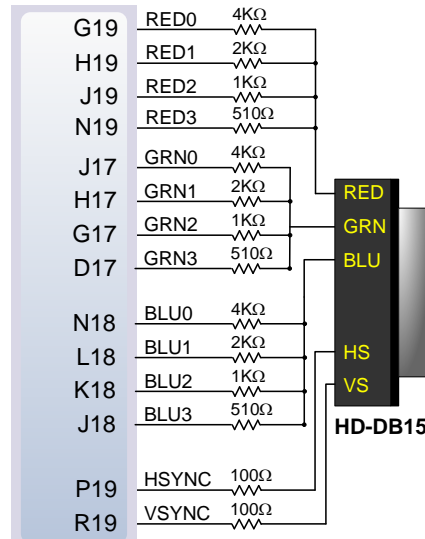 G19 RED0 4KΩ
H19 RED1 2KΩ
J19 RED2 1KΩ
N19 RED3 510Ω
J17 GRN0 4KΩ
H17 GRN1 2KΩ
G17 GRN2 1KΩ
D17 GRN3 510Ω
N18 BLU0 4KΩ
L18 BLU1 2KΩ
K18 BLU2 1KΩ
J18 BLU3 510Ω
P19 HSYNC 100Ω
R19 VSYNC 100Ω
RED
GRN
BLU
HS
VS
HD-DB15